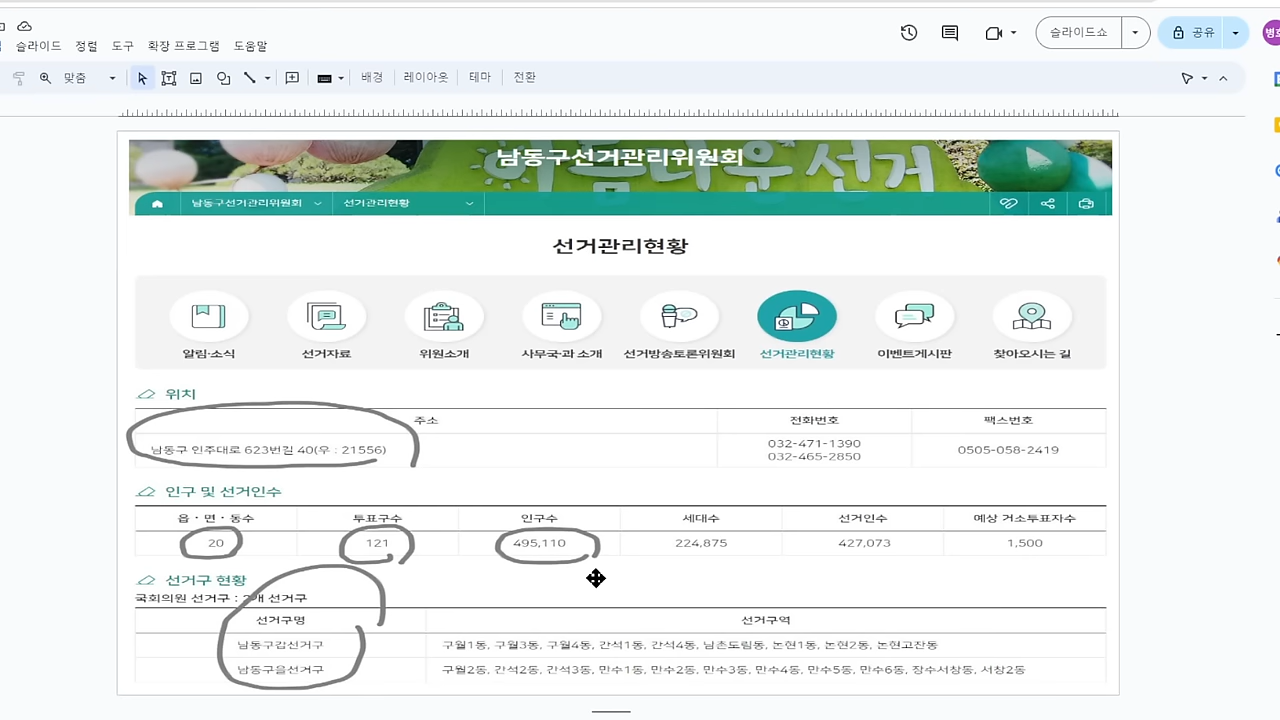 슬라이드 정렬 도구 확장 프로그램 도움말
슬라이드쇼
공유
맞춤
배경 레이아웃 테마 전환
남동구선거관리위원회
아름다운 선거
남동구선거관리위원회 선거관리현황
선거관리현황
알림·소식 선거자료 위원소개 사무국·과 소개 선거방송토론위원회 선거관리현황 이벤트게시판 찾아오시는 길
위치
주소 전화번호 팩스번호
남동구 인주대로 623번길 40(우 : 21556)
032-471-1390
032-465-2850
0505-058-2419
인구 및 선거인수
읍·면·동수 투표구수 인구수 세대수 선거인수 예상 거소투표자수
20 121 495,110 224,875 427,073 1,500
선거구 현황
국회의원 선거구 : 2개 선거구
선거구명 선거구역
남동구갑선거구 구월1동, 구월3동, 구월4동, 간석1동, 간석4동, 남촌도림동, 논현1동, 논현2동, 논현고잔동
남동구을선거구 구월2동, 간석2동, 간석3동, 만수1동, 만수2동, 만수3동, 만수4동, 만수5동, 만수6동, 장수서창동, 서창2동